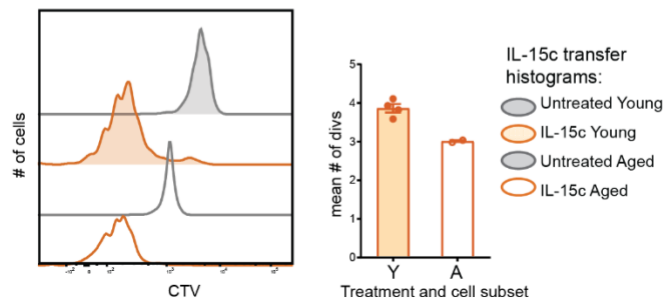 # of cells
CTV
mean # of divs
5
4
3
2
1
0
Y
A
Treatment and cell subset
IL-15c transfer
histograms:
Untreated Young
IL-15c Young
Untreated Aged
IL-15c Aged